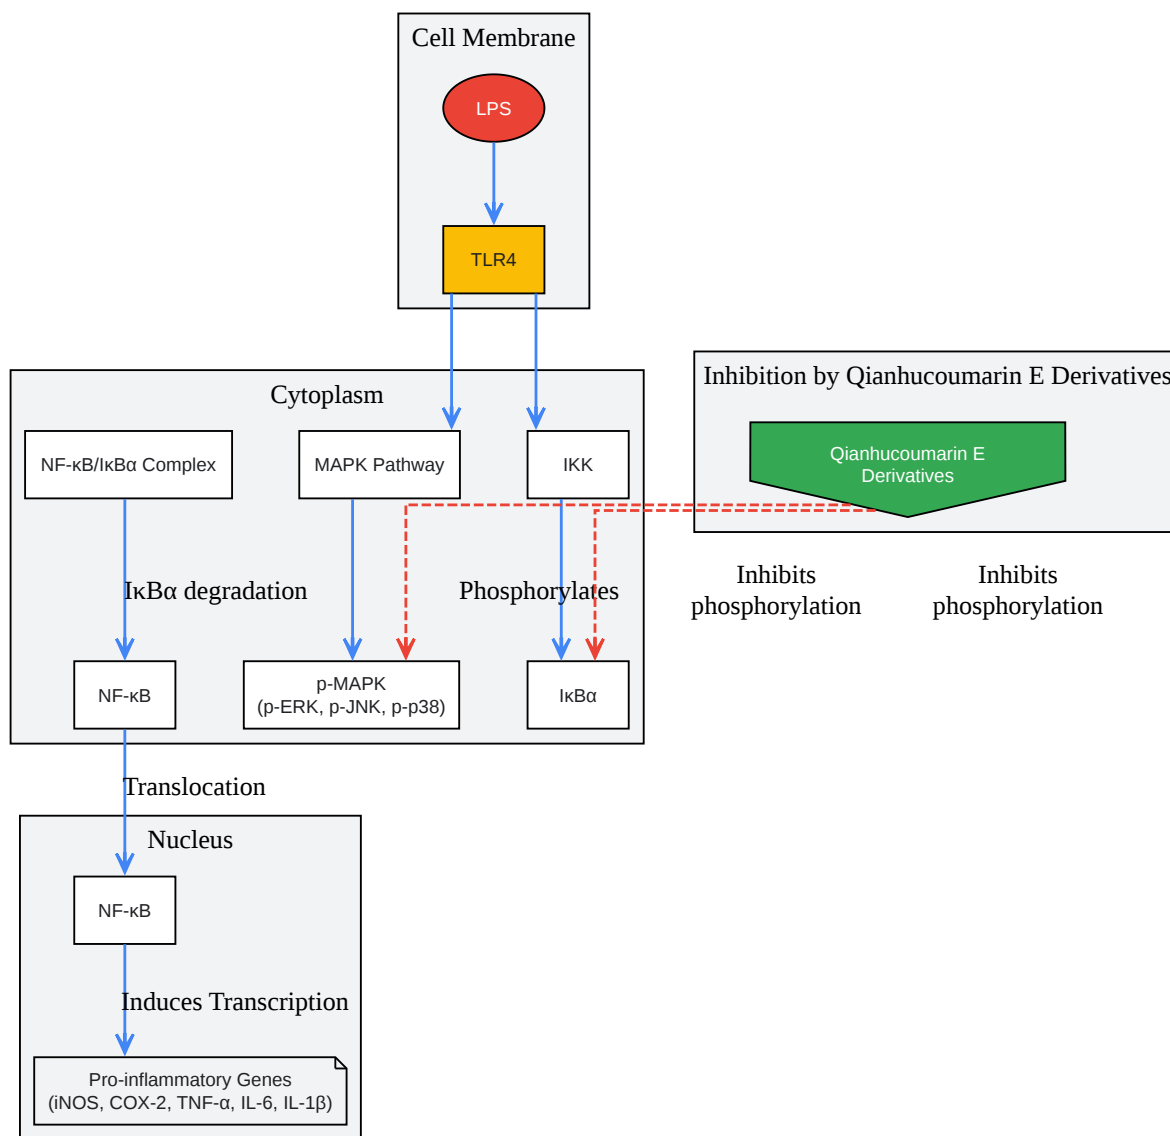 Cell Membrane
LPS
TLR4
Cytoplasm
NF-κB/IκBα Complex
MAPK Pathway
IKK
Inhibition by Qianhucoumarin E Derivatives
Qianhucoumarin E
Derivatives
IκBα degradation
Phosphorylates
Inhibits
phosphorylation
Inhibits
phosphorylation
NF-κB
p-MAPK
(p-ERK, p-JNK, p-p38)
IκBα
Translocation
Nucleus
NF-κB
Induces Transcription
Pro-inflammatory Genes
(iNOS, COX-2, TNF-α, IL-6, IL-1β)